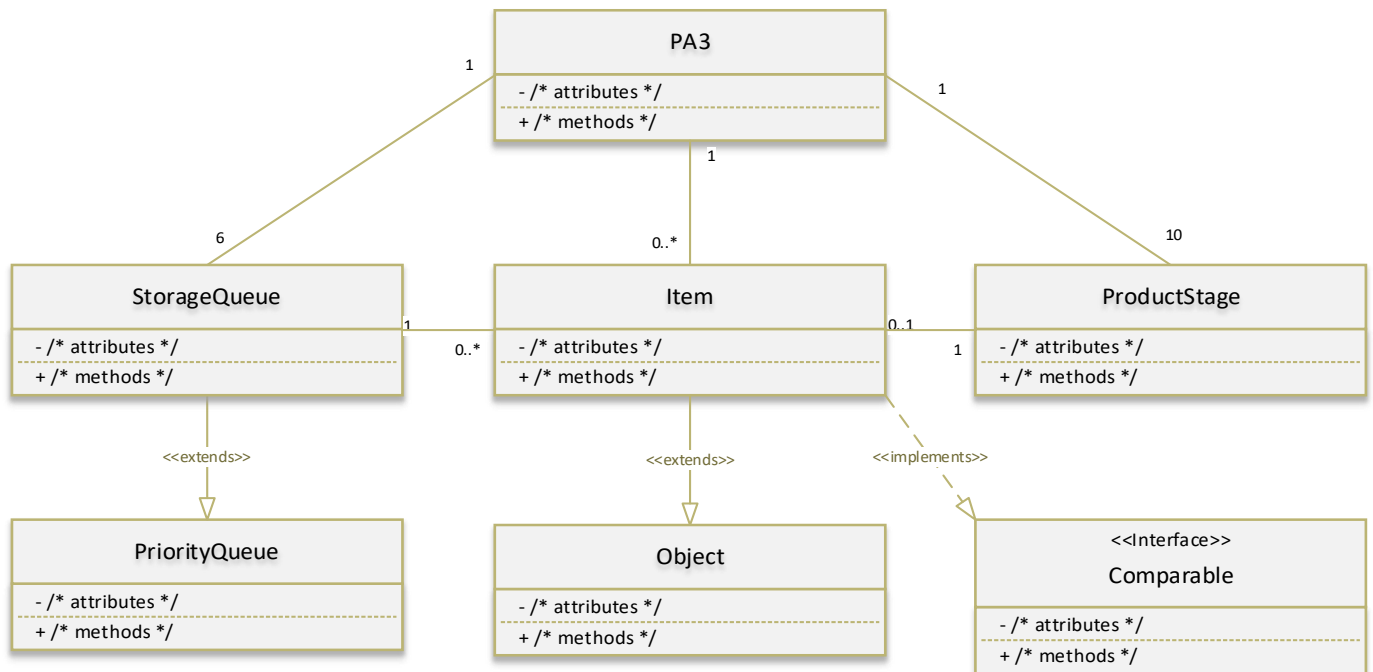 PA3
1
1
- /* attributes */
+ /* methods */
1
6
0..*
10
StorageQueue
Item
ProductStage
1
0..1
- /* attributes */
0..*
- /* attributes */
1
- /* attributes */
+ /* methods */
+ /* methods */
+ /* methods */
<<extends>>
<<extends>>
<<implements>>
PriorityQueue
Object
<<Interface>>
Comparable
- /* attributes */
- /* attributes */
- /* attributes */
+ /* methods */
+ /* methods */
+ /* methods */